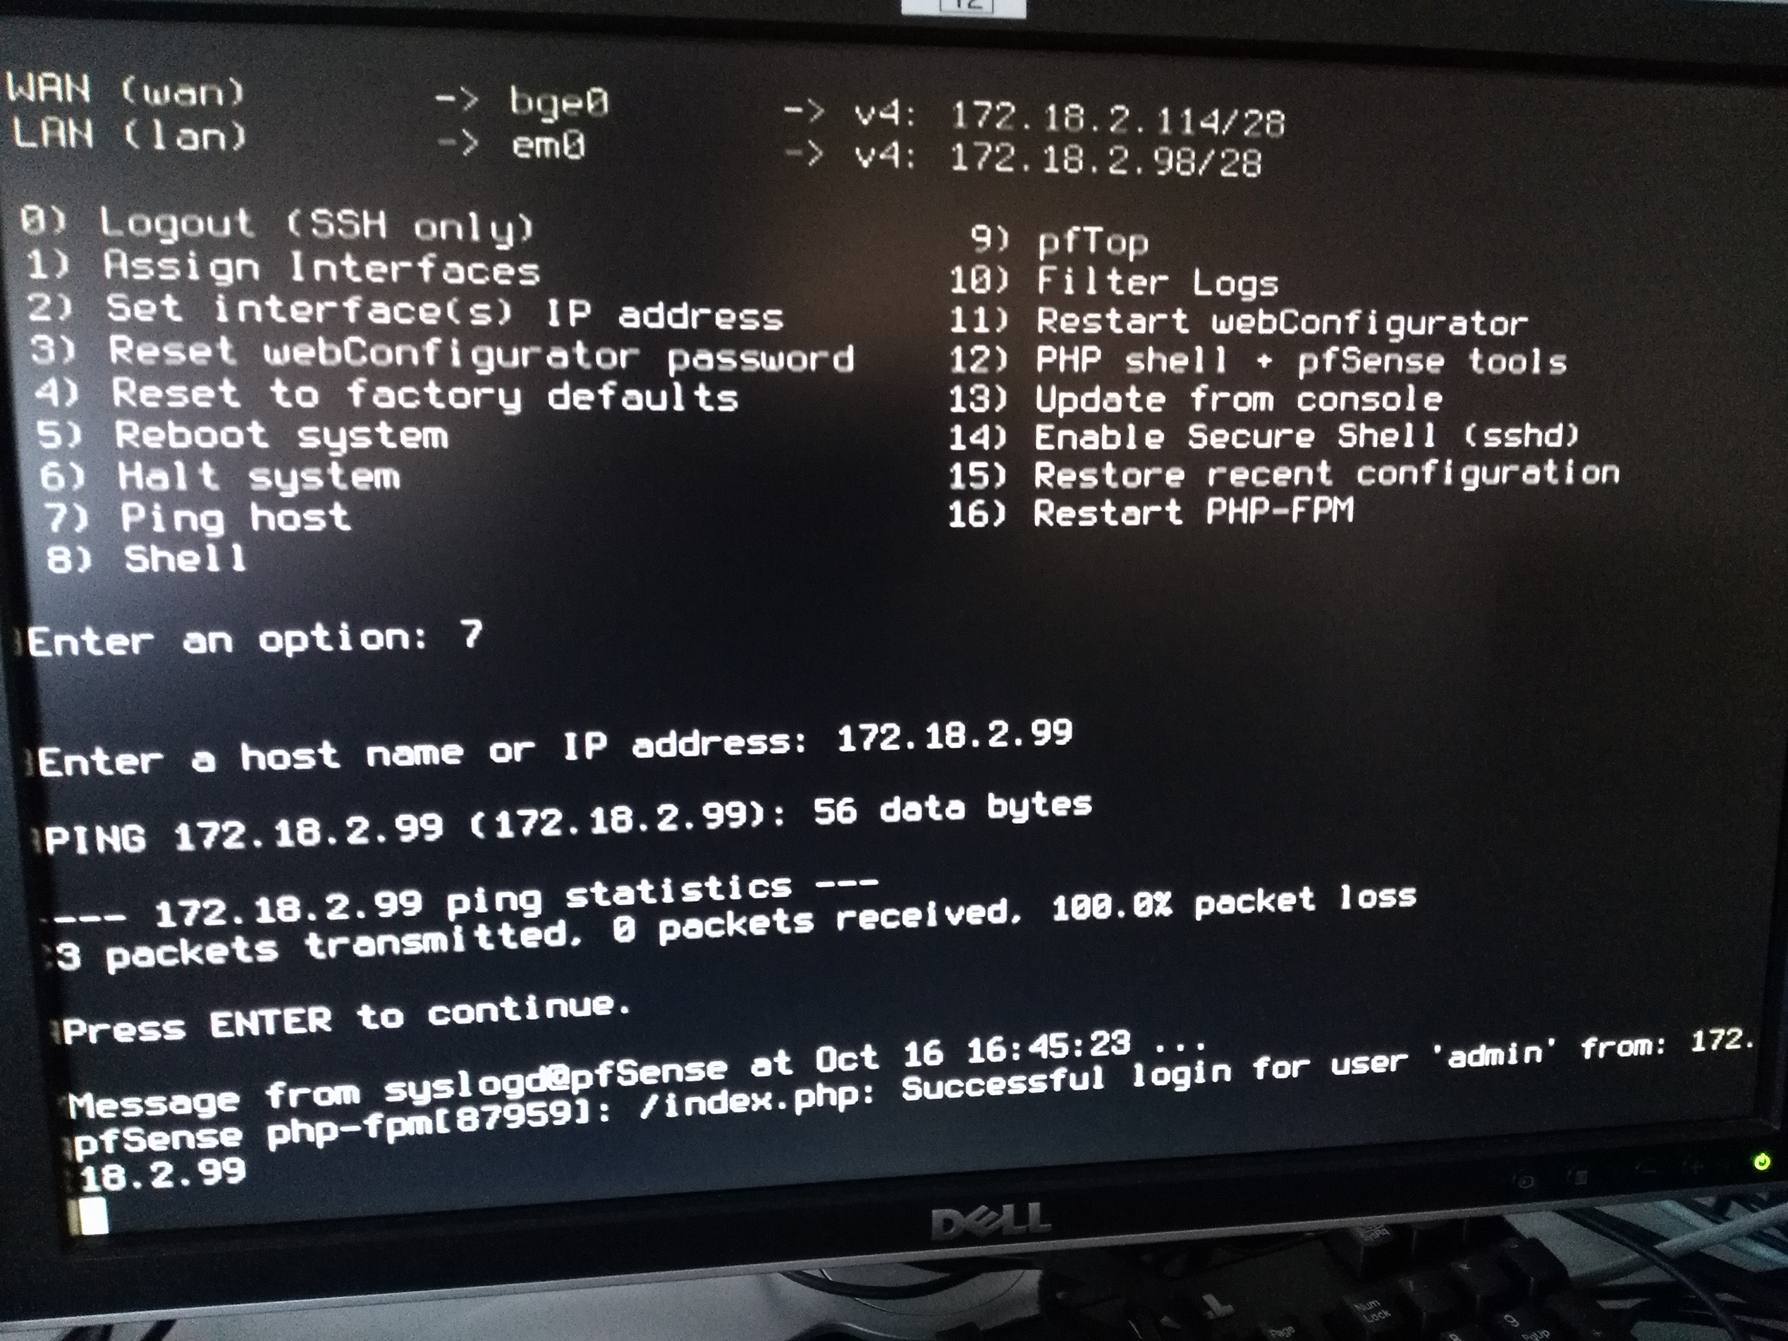 12
WAN (wan) -> bge0 -> v4: 172.18.2.114/28
LAN (lan) -> em0 -> v4: 172.18.2.98/28
0) Logout (SSH only) 9) pfTop
1) Assign Interfaces 10) Filter Logs
2) Set interface(s) IP address 11) Restart webConfigurator
3) Reset webConfigurator password 12) PHP shell + pfSense tools
4) Reset to factory defaults 13) Update from console
5) Reboot system 14) Enable Secure Shell (sshd)
6) Halt system 15) Restore recent configuration
7) Ping host 16) Restart PHP-FPM
8) Shell
Enter an option: 7
Enter a host name or IP address: 172.18.2.99
PING 172.18.2.99 (172.18.2.99): 56 data bytes
--- 172.18.2.99 ping statistics ---
3 packets transmitted, 0 packets received, 100.0% packet loss
Press ENTER to continue.
Message from syslogd@pfSense at Oct 16 16:45:23 ...
pfSense php-fpm[87959]: /index.php: Successful login for user 'admin' from: 172.
18.2.99
DELL
Num
Lock
9
PgUp